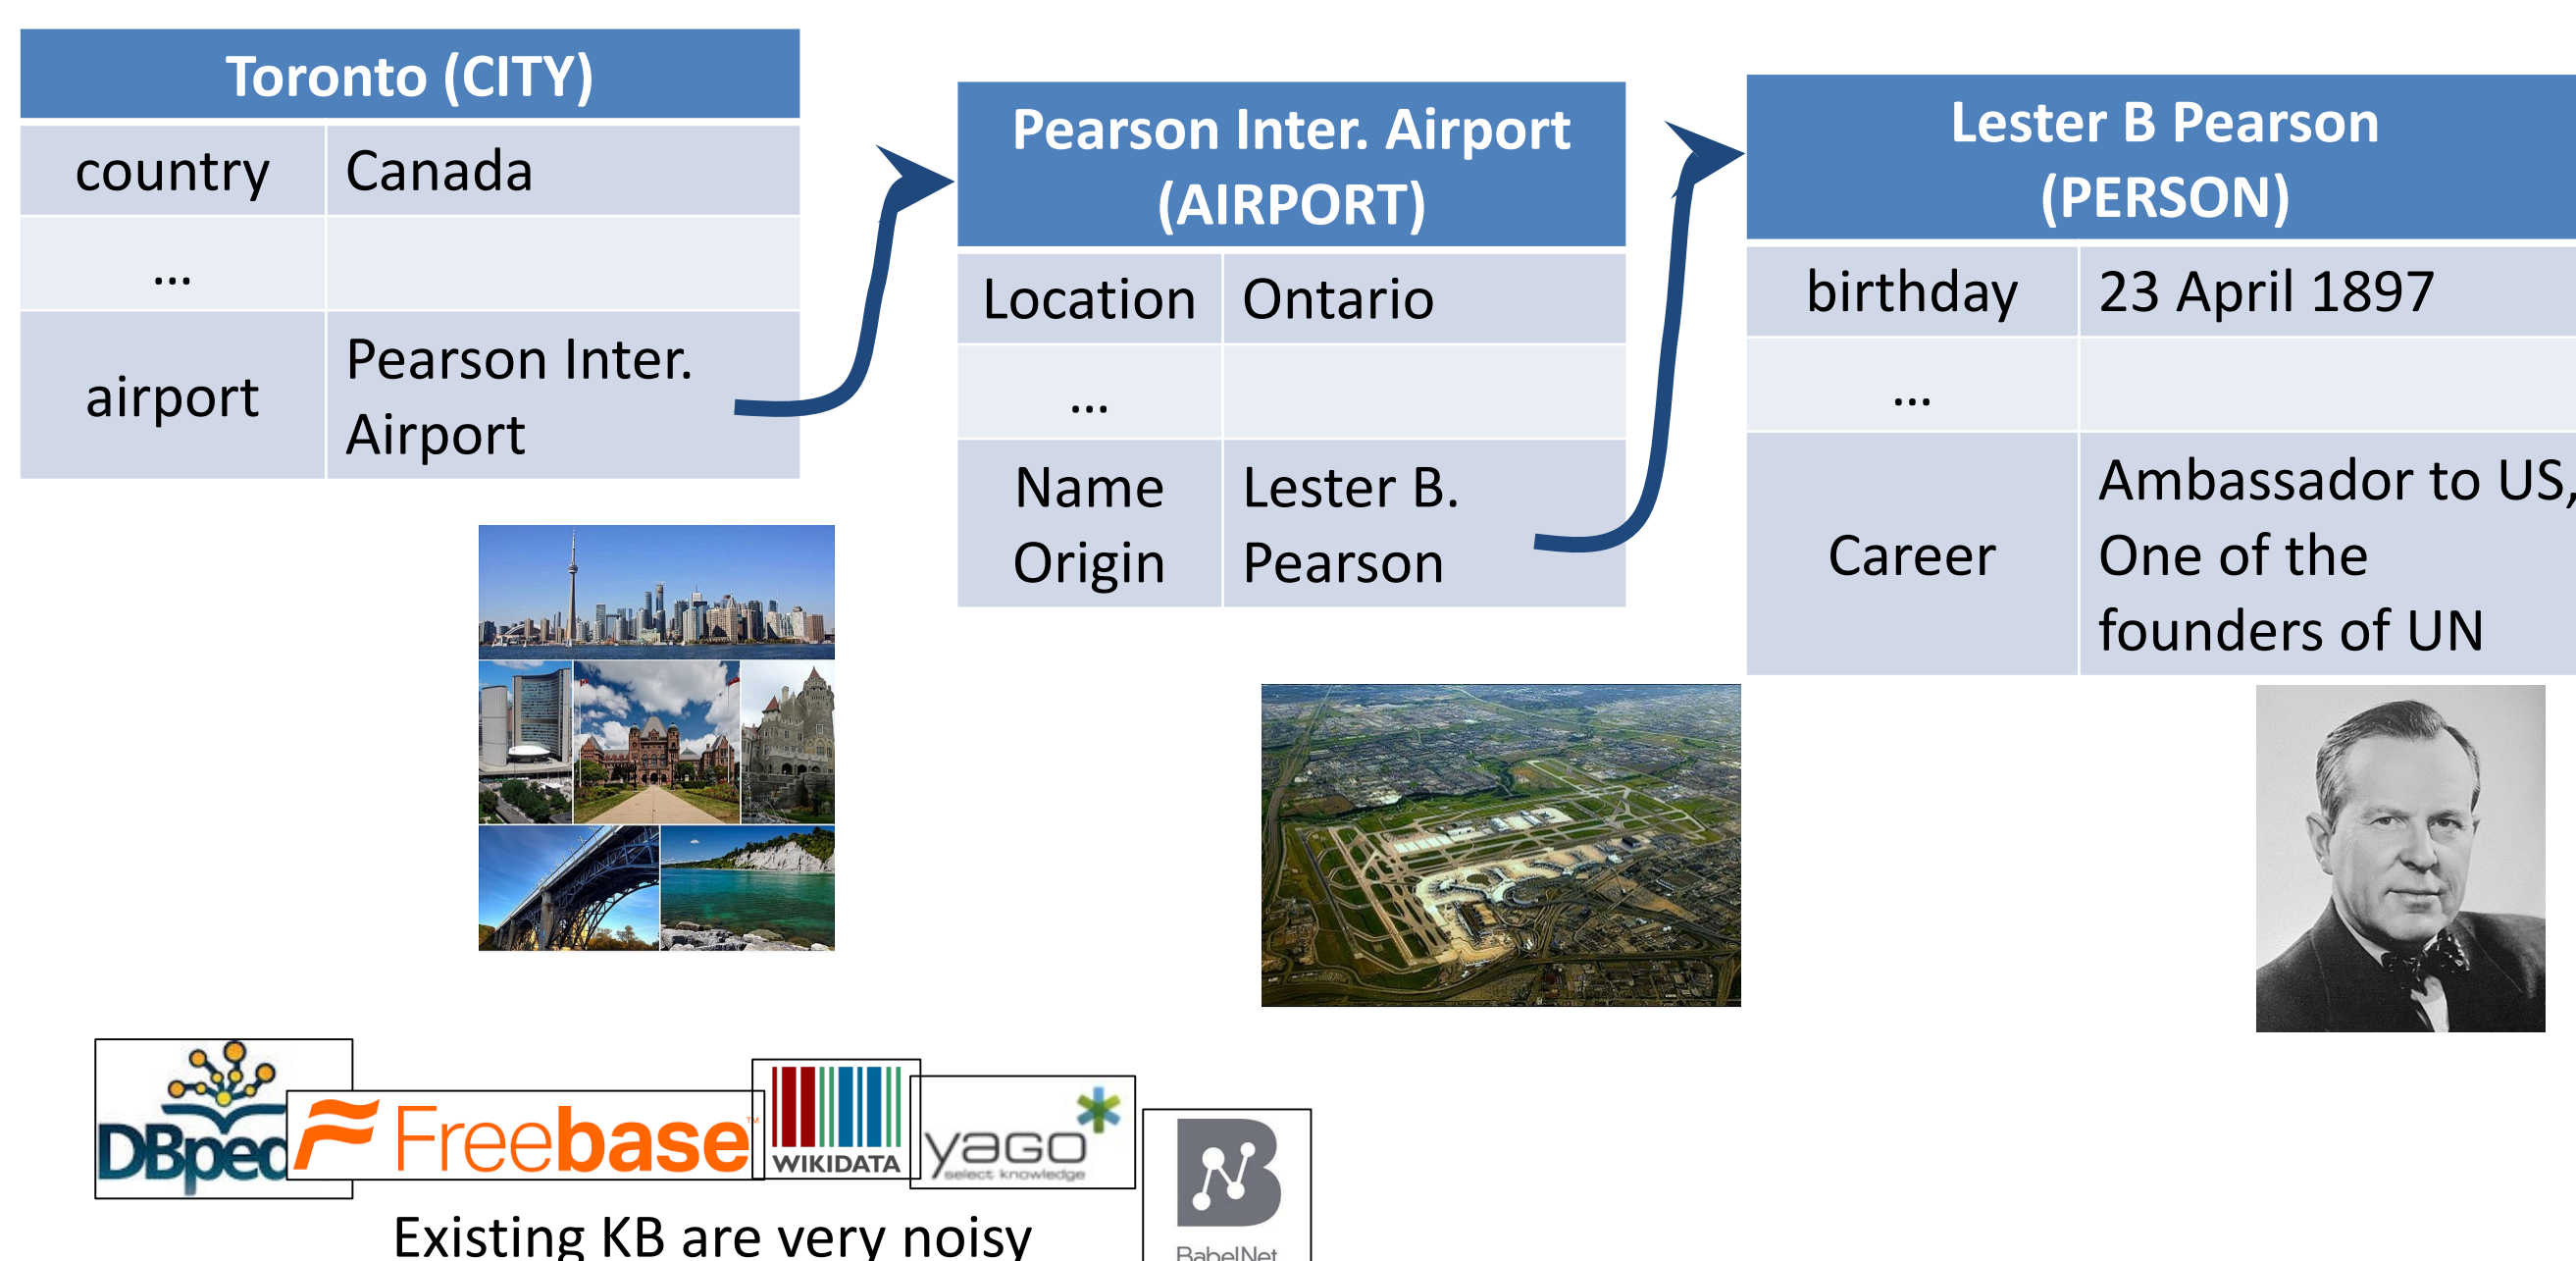 Toronto (CITY)
country Canada
...
airport Pearson Inter.
Airport
Pearson Inter. Airport
(AIRPORT)
Location Ontario
...
Name Lester B.
Origin Pearson
Lester B Pearson
(PERSON)
birthday 23 April 1897
...
Career Ambassador to US,
One of the
founders of UN
DBped
Freebase™
WIKIDATA
yago
select knowledge
BabelNet
Existing KB are very noisy